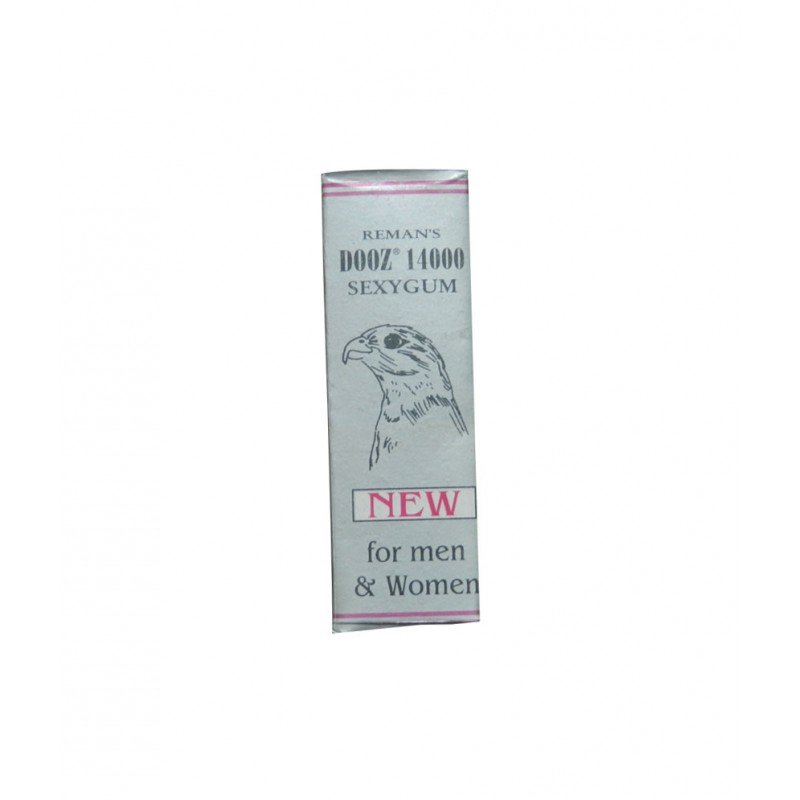 REMAN'S
DOOZ® 14000
SEXYGUM
NEW
for men
& Women